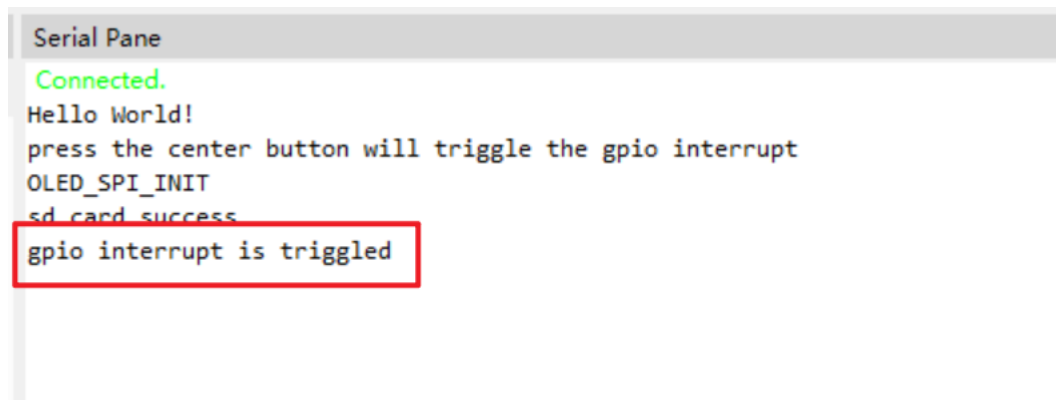 Serial Pane
Connected.
Hello World!
press the center button will triggle the gpio interrupt
OLED_SPI_INIT
sd card success
gpio interrupt is triggled